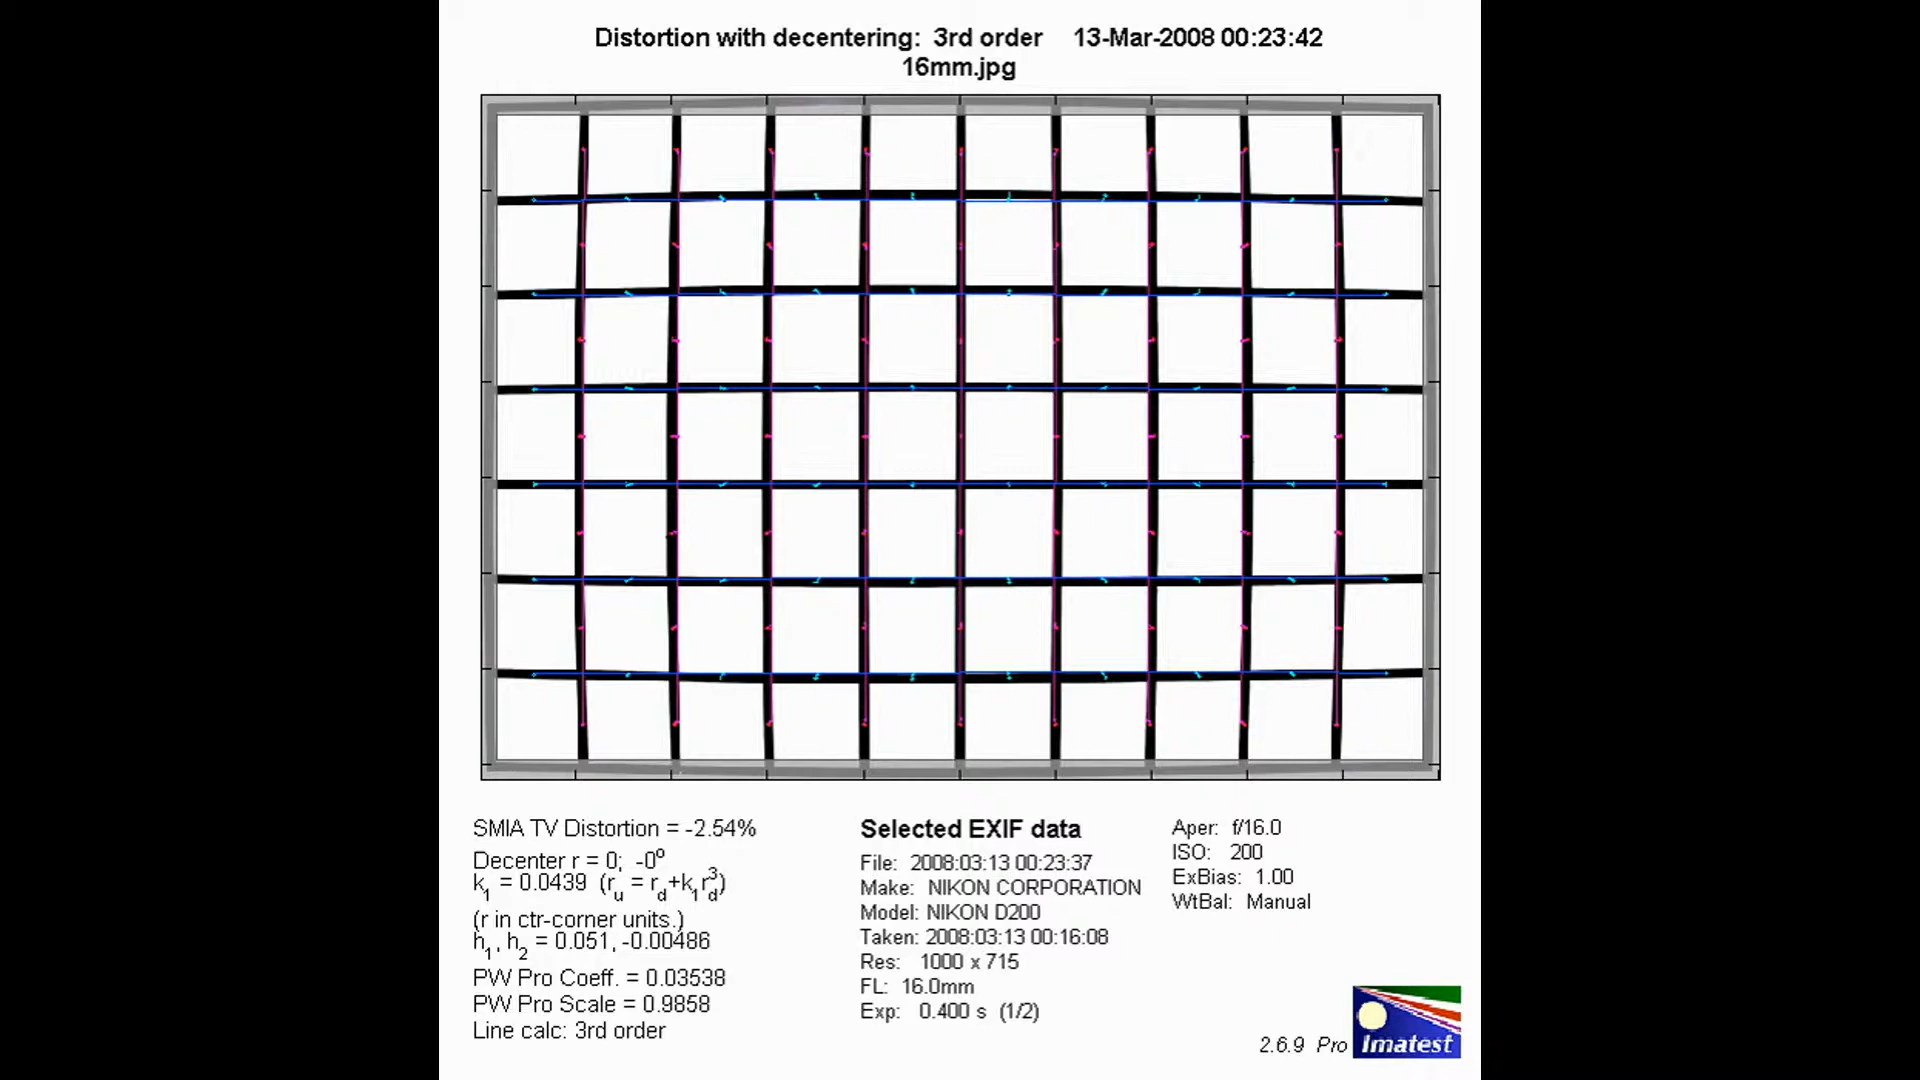 Distortion with decentering: 3rd order 13-Mar-2008 00:23:42
16mm.jpg
SMIA TV Distortion = -2.54%
Decenter r = 0; -0º
k1 = 0.0439 (ru = rd+k1rd3)
(r in ctr-corner units.)
h1, h2 = 0.051, -0.00486
PW Pro Coeff. = 0.03538
PW Pro Scale = 0.9858
Line calc: 3rd order
Selected EXIF data
File: 2008:03:13 00:23:37
Make: NIKON CORPORATION
Model: NIKON D200
Taken: 2008:03:13 00:16:08
Res: 1000 x 715
FL: 16.0mm
Exp: 0.400 s (1/2)
Aper: f/16.0
ISO: 200
ExBias: 1.00
WtBal: Manual
2.6.9 Pro Imatest